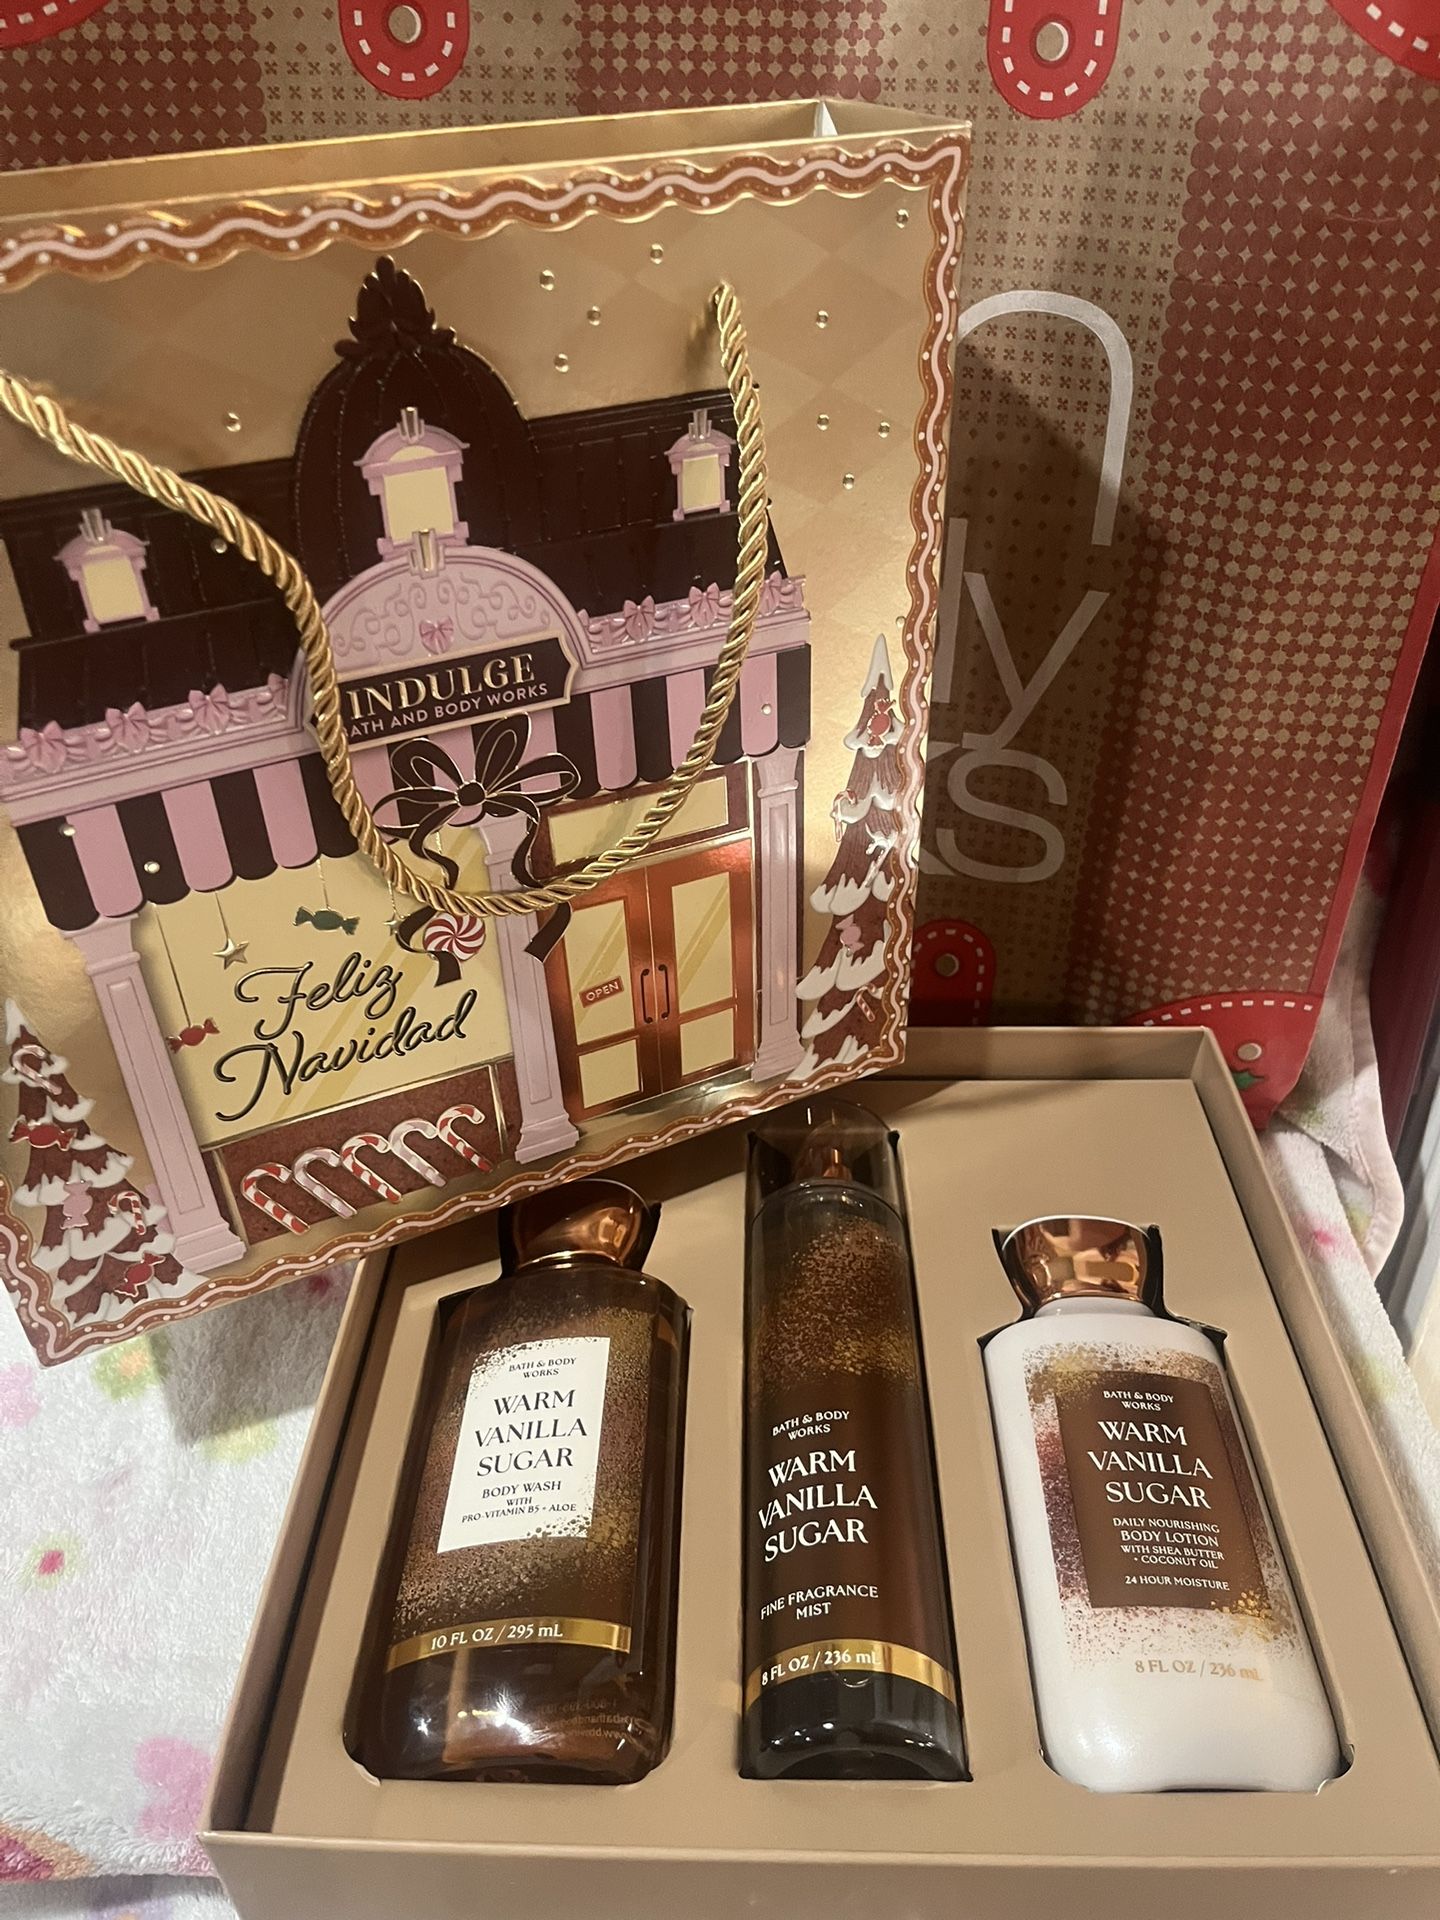 INDULGE
BATH AND BODY WORKS
OPEN
Feliz
Navidad
BATH & BODY
WORKS
WARM
VANILLA
SUGAR
BODY WASH
WITH
PRO-VITAMIN B5 + ALOE
10 FL OZ / 295 mL
BATH & BODY
WORKS
WARM
VANILLA
SUGAR
FINE FRAGRANCE
MIST
8 FL OZ / 236 mL
BATH & BODY
WORKS
WARM
VANILLA
SUGAR
DAILY NOURISHING
BODY LOTION
WITH SHEA BUTTER
+ COCONUT OIL
24 HOUR MOISTURE
8 FL OZ / 236 mL